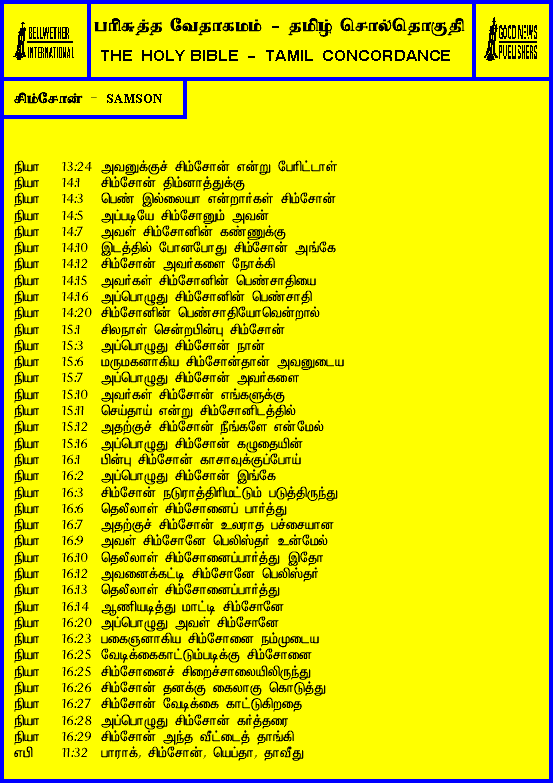 BELLWETHER
INTERNATIONAL
பரிசுத்த வேதாகமம் - தமிழ் சொல்தொகுதி
THE HOLY BIBLE - TAMIL CONCORDANCE
GOOD NEWS
PUBLISHERS
சிம்சோன் - SAMSON
நியா 13:24 அவனுக்குச் சிம்சோன் என்று பேரிட்டாள்
நியா 14:1 சிம்சோன் திம்னாத்துக்கு
நியா 14:3 பெண் இல்லையா என்றார்கள் சிம்சோன்
நியா 14:5 அப்படியே சிம்சோனும் அவன்
நியா 14:7 அவள் சிம்சோனின் கண்ணுக்கு
நியா 14:10 இடத்தில் போனபோது சிம்சோன் அங்கே
நியா 14:12 சிம்சோன் அவர்களை நோக்கி
நியா 14:15 அவர்கள் சிம்சோனின் பெண்சாதியை
நியா 14:16 அப்பொழுது சிம்சோனின் பெண்சாதி
நியா 14:20 சிம்சோனின் பெண்சாதியோவென்றால்
நியா 15:1 சிலநாள் சென்றபின்பு சிம்சோன்
நியா 15:3 அப்பொழுது சிம்சோன் நான்
நியா 15:6 மருமகனாகிய சிம்சோன்தான் அவனுடைய
நியா 15:7 அப்பொழுது சிம்சோன் அவர்களை
நியா 15:10 அவர்கள் சிம்சோன் எங்களுக்கு
நியா 15:11 செய்தாய் என்று சிம்சோனிடத்தில்
நியா 15:12 அதற்குச் சிம்சோன் நீங்களே என்மேல்
நியா 15:16 அப்பொழுது சிம்சோன் கழுதையின்
நியா 16:1 பின்பு சிம்சோன் காசாவுக்குப்போய்
நியா 16:2 அப்பொழுது சிம்சோன் இங்கே
நியா 16:3 சிம்சோன் நடுராத்திரிமட்டும் படுத்திருந்து
நியா 16:6 தெலீலாள் சிம்சோனைப் பார்த்து
நியா 16:7 அதற்குச் சிம்சோன் உலராத பச்சையான
நியா 16:9 அவள் சிம்சோனே பெலிஸ்தர் உன்மேல்
நியா 16:10 தெலீலாள் சிம்சோனைப்பார்த்து இதோ
நியா 16:12 அவனைக்கட்டி சிம்சோனே பெலிஸ்தர்
நியா 16:13 தெலீலாள் சிம்சோனைப்பார்த்து
நியா 16:14 ஆணியடித்து மாட்டி சிம்சோனே
நியா 16:20 அப்பொழுது அவள் சிம்சோனே
நியா 16:23 பகைஞனாகிய சிம்சோனை நம்முடைய
நியா 16:25 வேடிக்கைகாட்டும்படிக்கு சிம்சோனை
நியா 16:25 சிம்சோனைச் சிறைச்சாலையிலிருந்து
நியா 16:26 சிம்சோன் தனக்கு கைலாகு கொடுத்து
நியா 16:27 சிம்சோன் வேடிக்கை காட்டுகிறதை
நியா 16:28 அப்பொழுது சிம்சோன் கர்த்தரை
நியா 16:29 சிம்சோன் அந்த வீட்டைத் தாங்கி
எபி 11:32 பாராக், சிம்சோன், யெப்தா, தாவீது